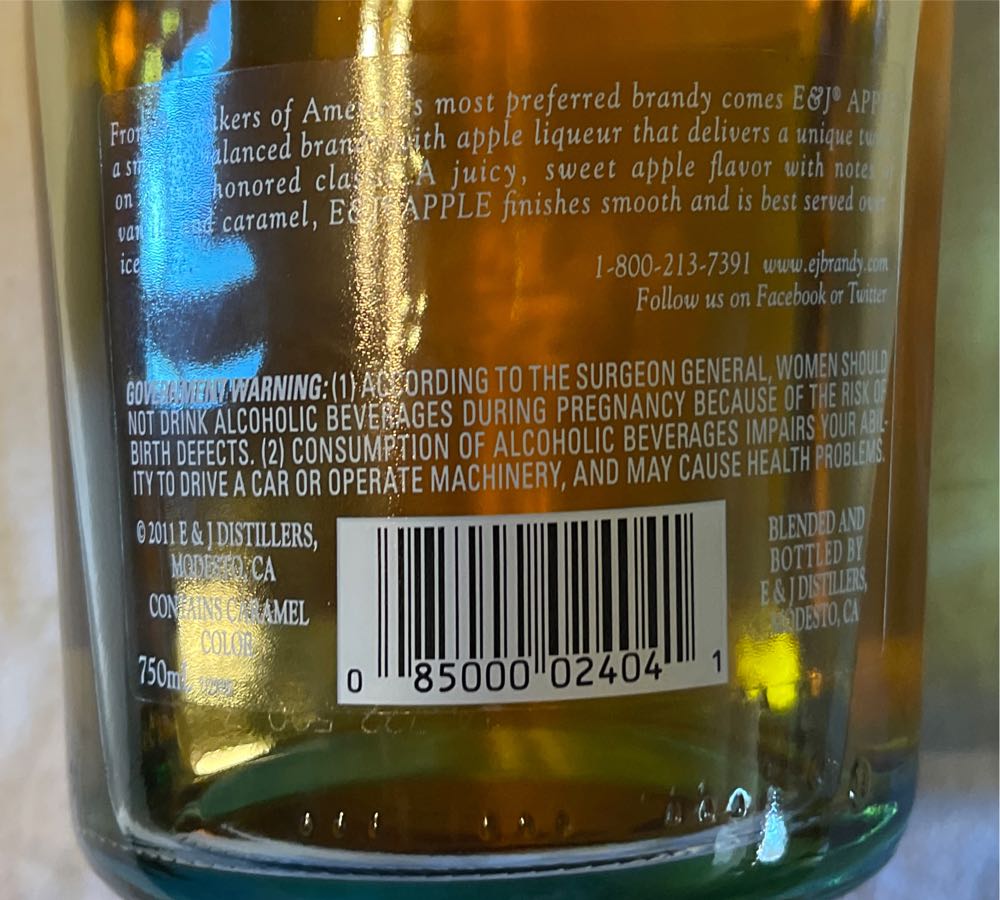 of most preferred brandy comes E&J®
with apple liqueur that delivers a unique
on honored A juicy, sweet apple flavor with notes
caramel, E&J APPLE finishes smooth and is best served over
ice
1-800-213-7391 www.ejbrandy.com
Follow us on Facebook or Twitter
GOVERNMENT WARNING: (1) ACCORDING TO THE SURGEON GENERAL, WOMEN SHOULD
NOT DRINK ALCOHOLIC BEVERAGES DURING PREGNANCY BECAUSE OF THE RISK OF
BIRTH DEFECTS. (2) CONSUMPTION OF ALCOHOLIC BEVERAGES IMPAIRS YOUR ABIL-
ITY TO DRIVE A CAR OR OPERATE MACHINERY, AND MAY CAUSE HEALTH PROBLEMS.
© 2011 E & J DISTILLERS,
MODESTO, CA
CONTAINS CARAMEL
COLOR
750mL
0 85000 02404 1
BLENDED AND
BOTTLED BY
E & J DISTILLERS,
MODESTO, CA